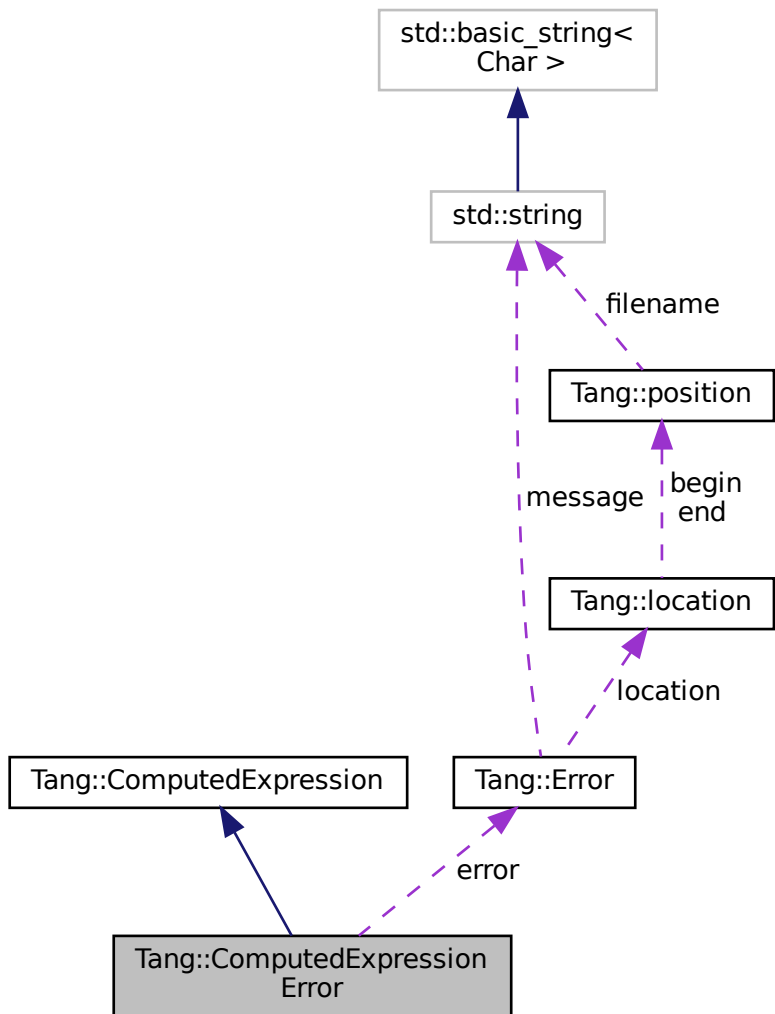 std::basic_string<
Char >
std::string
filename
Tang::position
message
begin
end
Tang::location
location
Tang::ComputedExpression
Tang::Error
error
Tang::ComputedExpression
Error